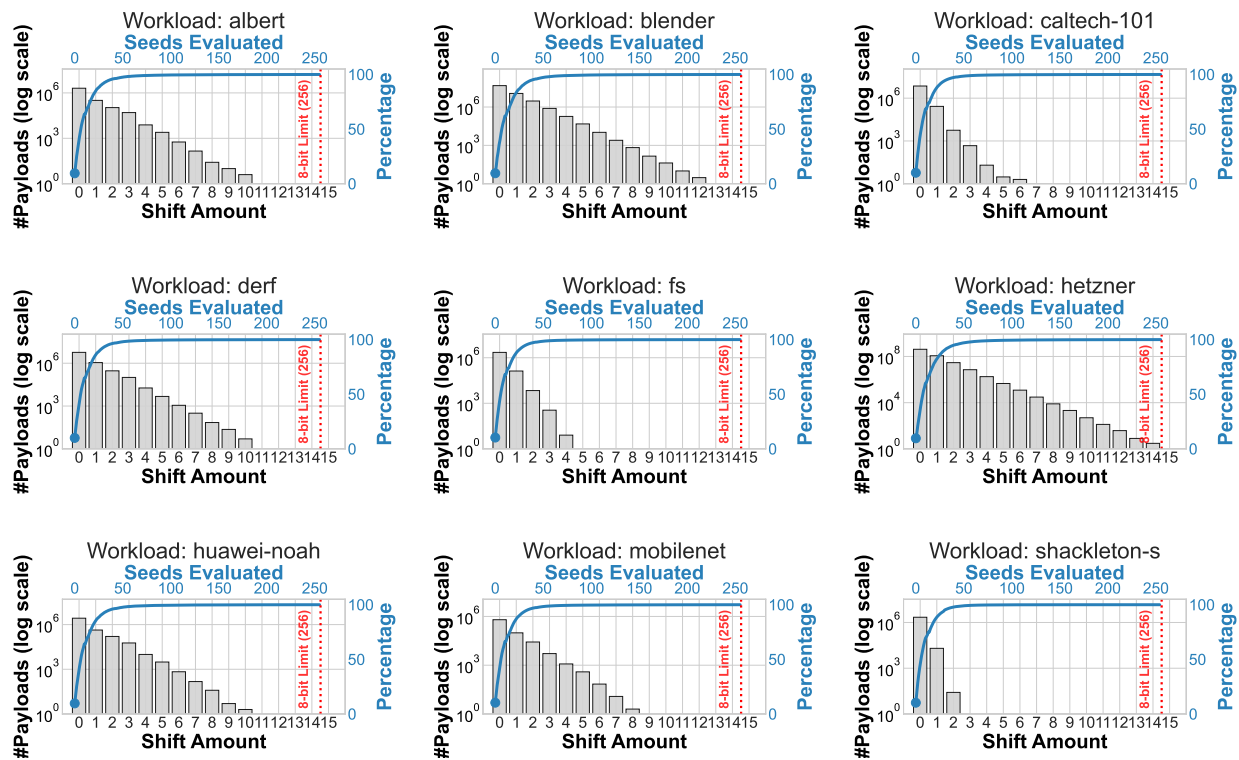 Workload: albert
Seeds Evaluated
0 50 100 150 200 250
#Payloads (log scale)
10^6
10^3
10^0
8-bit Limit (256)
100
50
0
Percentage
0 1 2 3 4 5 6 7 8 9 10 11 12 13 14 15
Shift Amount
Workload: blender
Seeds Evaluated
0 50 100 150 200 250
#Payloads (log scale)
10^6
10^3
10^0
8-bit Limit (256)
100
50
0
Percentage
0 1 2 3 4 5 6 7 8 9 10 11 12 13 14 15
Shift Amount
Workload: caltech-101
Seeds Evaluated
0 50 100 150 200 250
#Payloads (log scale)
10^6
10^3
10^0
8-bit Limit (256)
100
50
0
Percentage
0 1 2 3 4 5 6 7 8 9 10 11 12 13 14 15
Shift Amount
Workload: derf
Seeds Evaluated
0 50 100 150 200 250
#Payloads (log scale)
10^6
10^3
10^0
8-bit Limit (256)
100
50
0
Percentage
0 1 2 3 4 5 6 7 8 9 10 11 12 13 14 15
Shift Amount
Workload: fs
Seeds Evaluated
0 50 100 150 200 250
#Payloads (log scale)
10^6
10^3
10^0
8-bit Limit (256)
100
50
0
Percentage
0 1 2 3 4 5 6 7 8 9 10 11 12 13 14 15
Shift Amount
Workload: hetzner
Seeds Evaluated
0 50 100 150 200 250
#Payloads (log scale)
10^8
10^4
10^0
8-bit Limit (256)
100
50
0
Percentage
0 1 2 3 4 5 6 7 8 9 10 11 12 13 14 15
Shift Amount
Workload: huawei-noah
Seeds Evaluated
0 50 100 150 200 250
#Payloads (log scale)
10^6
10^3
10^0
8-bit Limit (256)
100
50
0
Percentage
0 1 2 3 4 5 6 7 8 9 10 11 12 13 14 15
Shift Amount
Workload: mobilenet
Seeds Evaluated
0 50 100 150 200 250
#Payloads (log scale)
10^6
10^3
10^0
8-bit Limit (256)
100
50
0
Percentage
0 1 2 3 4 5 6 7 8 9 10 11 12 13 14 15
Shift Amount
Workload: shackleton-s
Seeds Evaluated
0 50 100 150 200 250
#Payloads (log scale)
10^6
10^3
10^0
8-bit Limit (256)
100
50
0
Percentage
0 1 2 3 4 5 6 7 8 9 10 11 12 13 14 15
Shift Amount